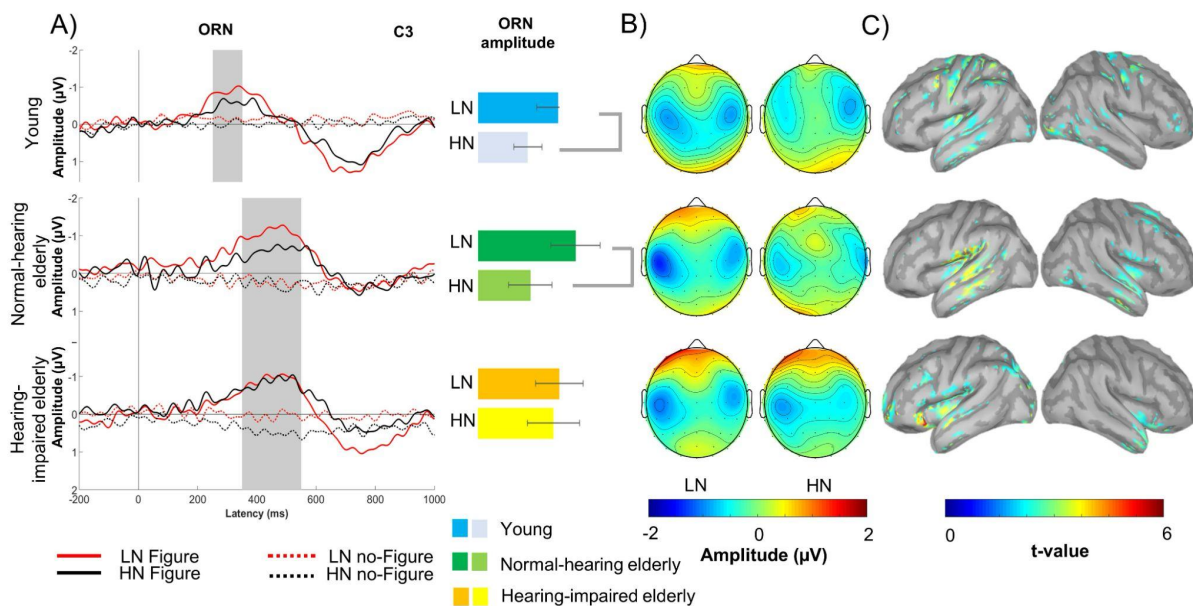 A)
ORN
C3
ORN
amplitude
B)
C)
Young
Amplitude (µV)
-2
-1
0
1
LN
HN
Normal-hearing
elderly
Amplitude (µV)
-2
-1
0
1
LN
HN
Hearing-
impaired elderly
Amplitude (µV)
-1
0
1
2
LN
HN
-200
0
200
400
600
800
1000
Latency (ms)
LN Figure
HN Figure
LN no-Figure
HN no-Figure
Young
Normal-hearing elderly
Hearing-impaired elderly
LN
HN
-2
0
2
Amplitude (µV)
0
6
t-value